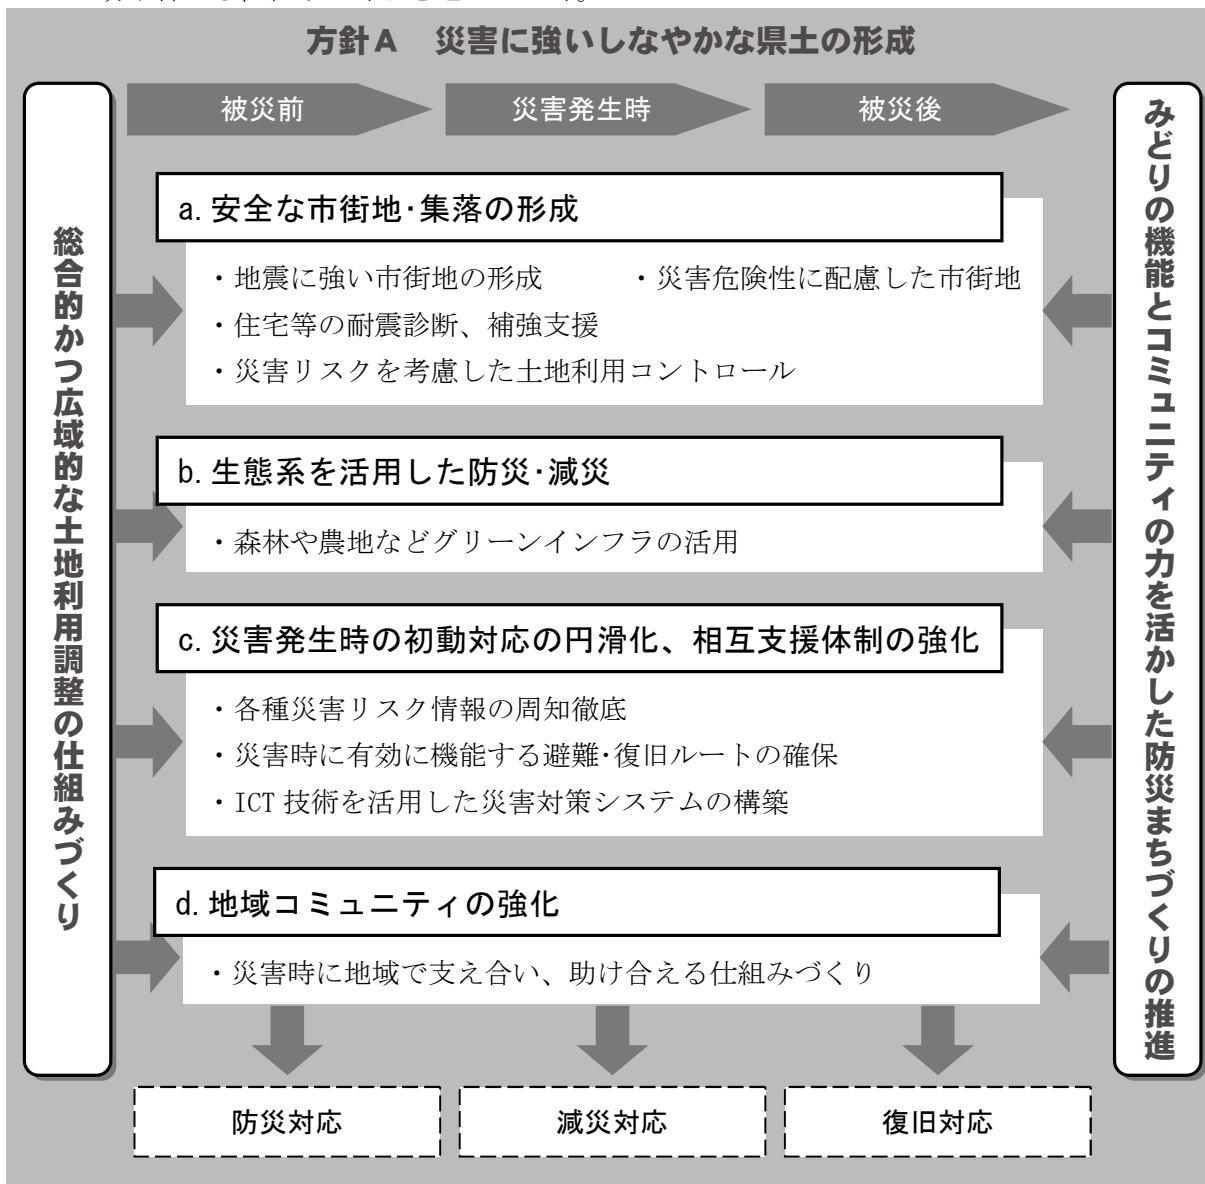 方針A 災害に強いしなやかな県土の形成
被災前
災害発生時
被災後
総合的かつ広域的な土地利用調整の仕組みづくり
a. 安全な市街地・集落の形成
・地震に強い市街地の形成 ・災害危険性に配慮した市街地
・住宅等の耐震診断、補強支援
・災害リスクを考慮した土地利用コントロール
b. 生態系を活用した防災・減災
・森林や農地などグリーンインフラの活用
c. 災害発生時の初動対応の円滑化、相互支援体制の強化
・各種災害リスク情報の周知徹底
・災害時に有効に機能する避難・復旧ルートの確保
・ICT 技術を活用した災害対策システムの構築
d. 地域コミュニティの強化
・災害時に地域で支え合い、助け合える仕組みづくり
みどりの機能とコミュニティの力を活かした防災まちづくりの推進
防災対応
減災対応
復旧対応